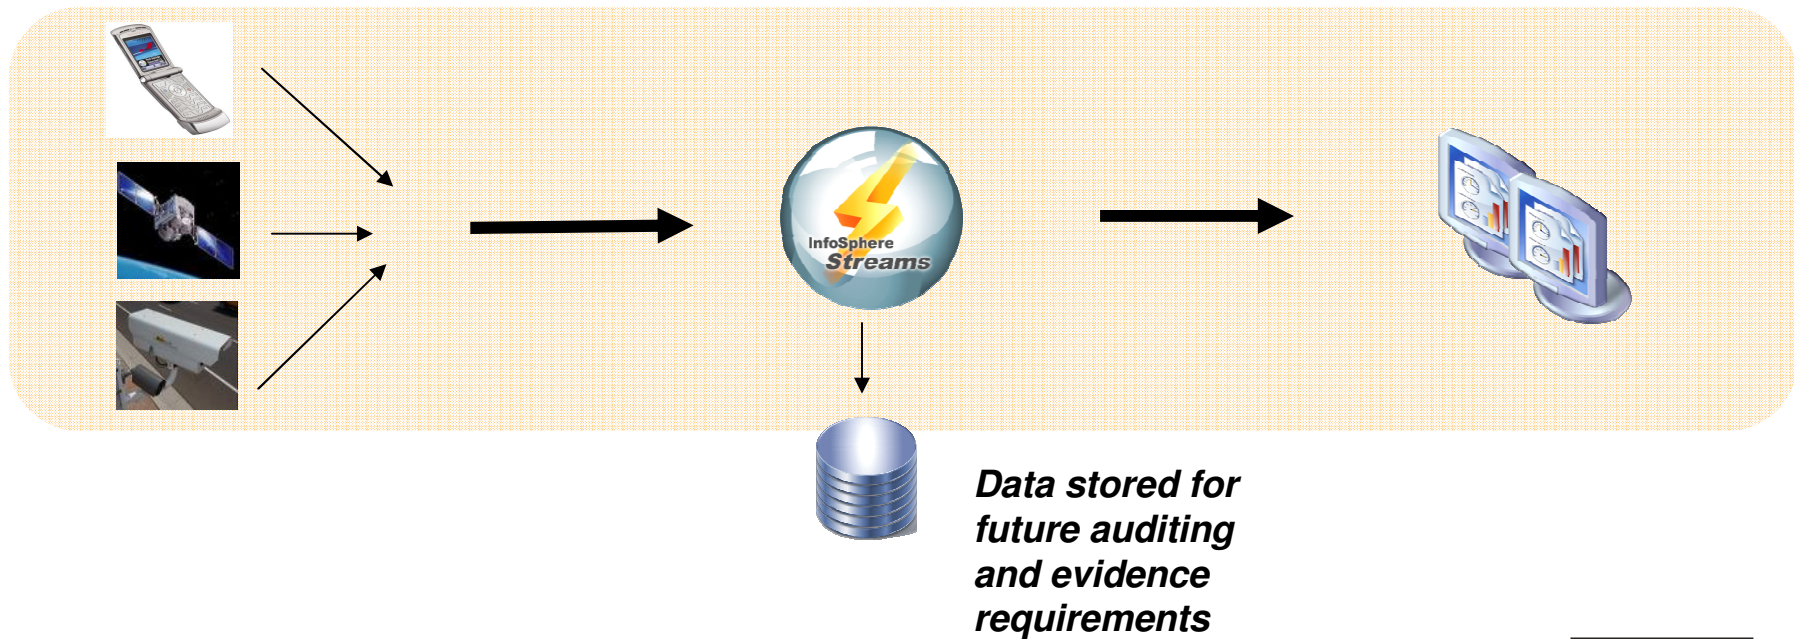 InfoSphere
Streams
Data stored for
future auditing
and evidence
requirements